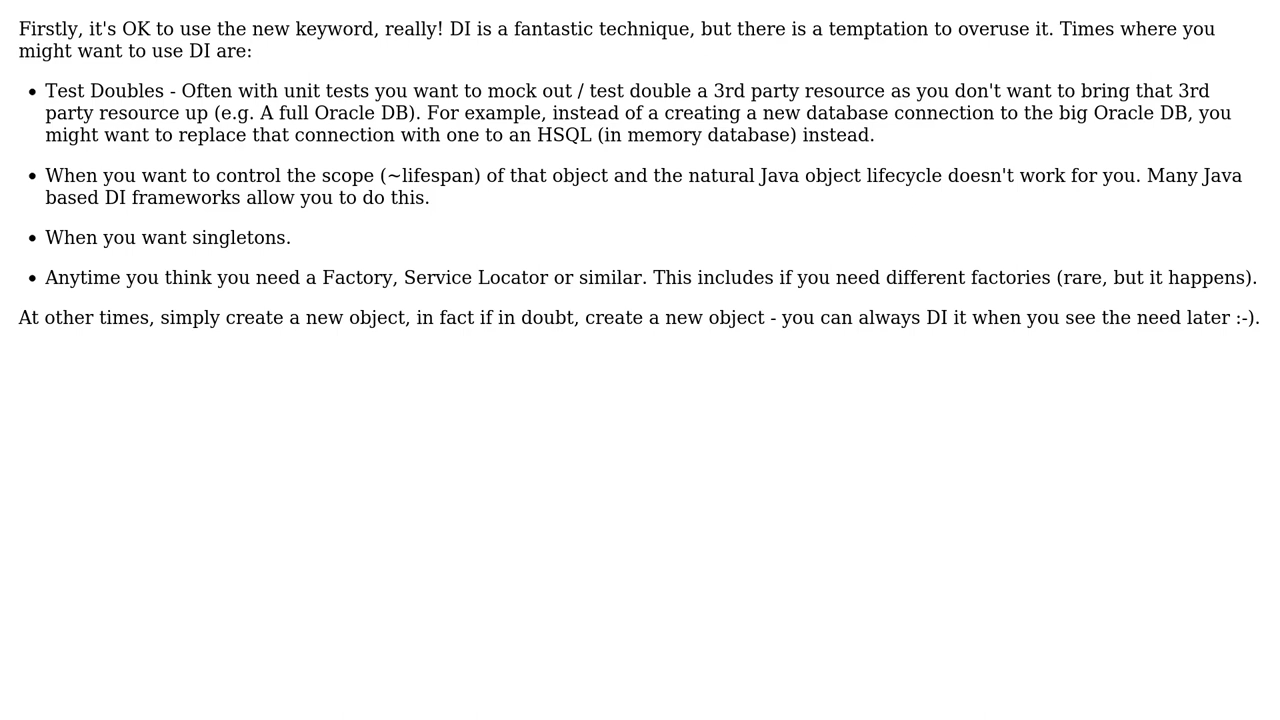 Firstly, it's OK to use the new keyword, really! DI is a fantastic technique, but there is a temptation to overuse it. Times where you
might want to use DI are:
• Test Doubles - Often with unit tests you want to mock out / test double a 3rd party resource as you don't want to bring that 3rd
party resource up (e.g. A full Oracle DB). For example, instead of a creating a new database connection to the big Oracle DB, you
might want to replace that connection with one to an HSQL (in memory database) instead.
• When you want to control the scope (~lifespan) of that object and the natural Java object lifecycle doesn't work for you. Many Java
based DI frameworks allow you to do this.
• When you want singletons.
• Anytime you think you need a Factory, Service Locator or similar. This includes if you need different factories (rare, but it happens).
At other times, simply create a new object, in fact if in doubt, create a new object - you can always DI it when you see the need later :-).